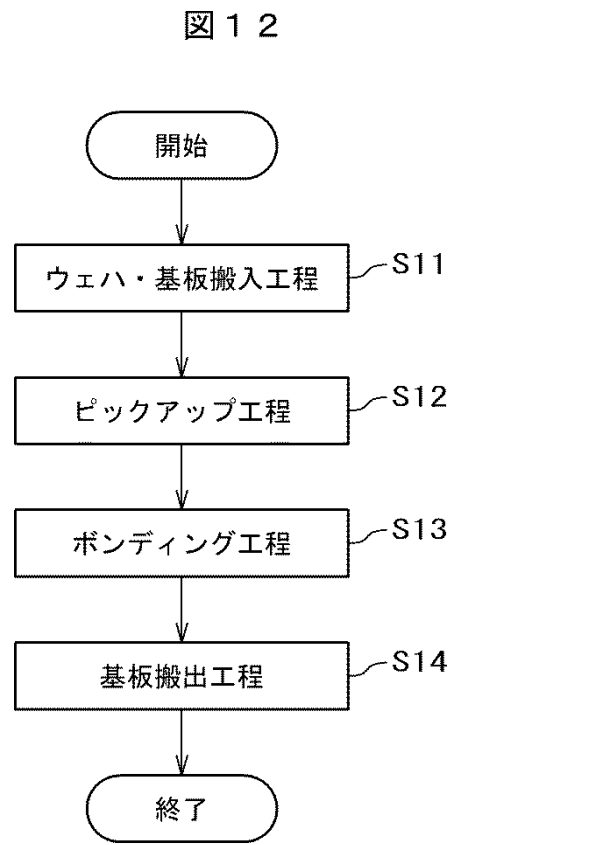 図１２
開始
ウェハ・基板搬入工程
S11
ピックアップ工程
S12
ボンディング工程
S13
基板搬出工程
S14
終了